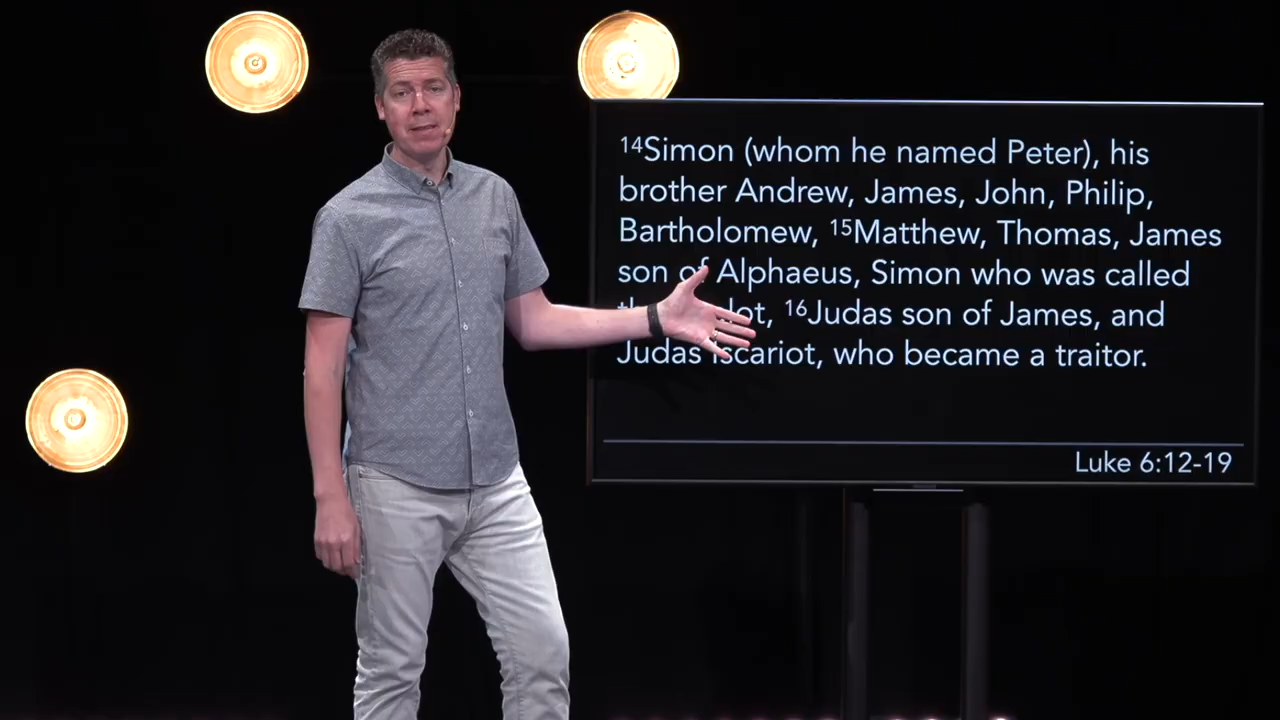 ¹⁴Simon (whom he named Peter), his
brother Andrew, James, John, Philip,
Bartholomew, ¹⁵Matthew, Thomas, James
son of Alphaeus, Simon who was called
¹⁶Judas son of James, and
Judas Iscariot, who became a traitor.
Luke 6:12-19